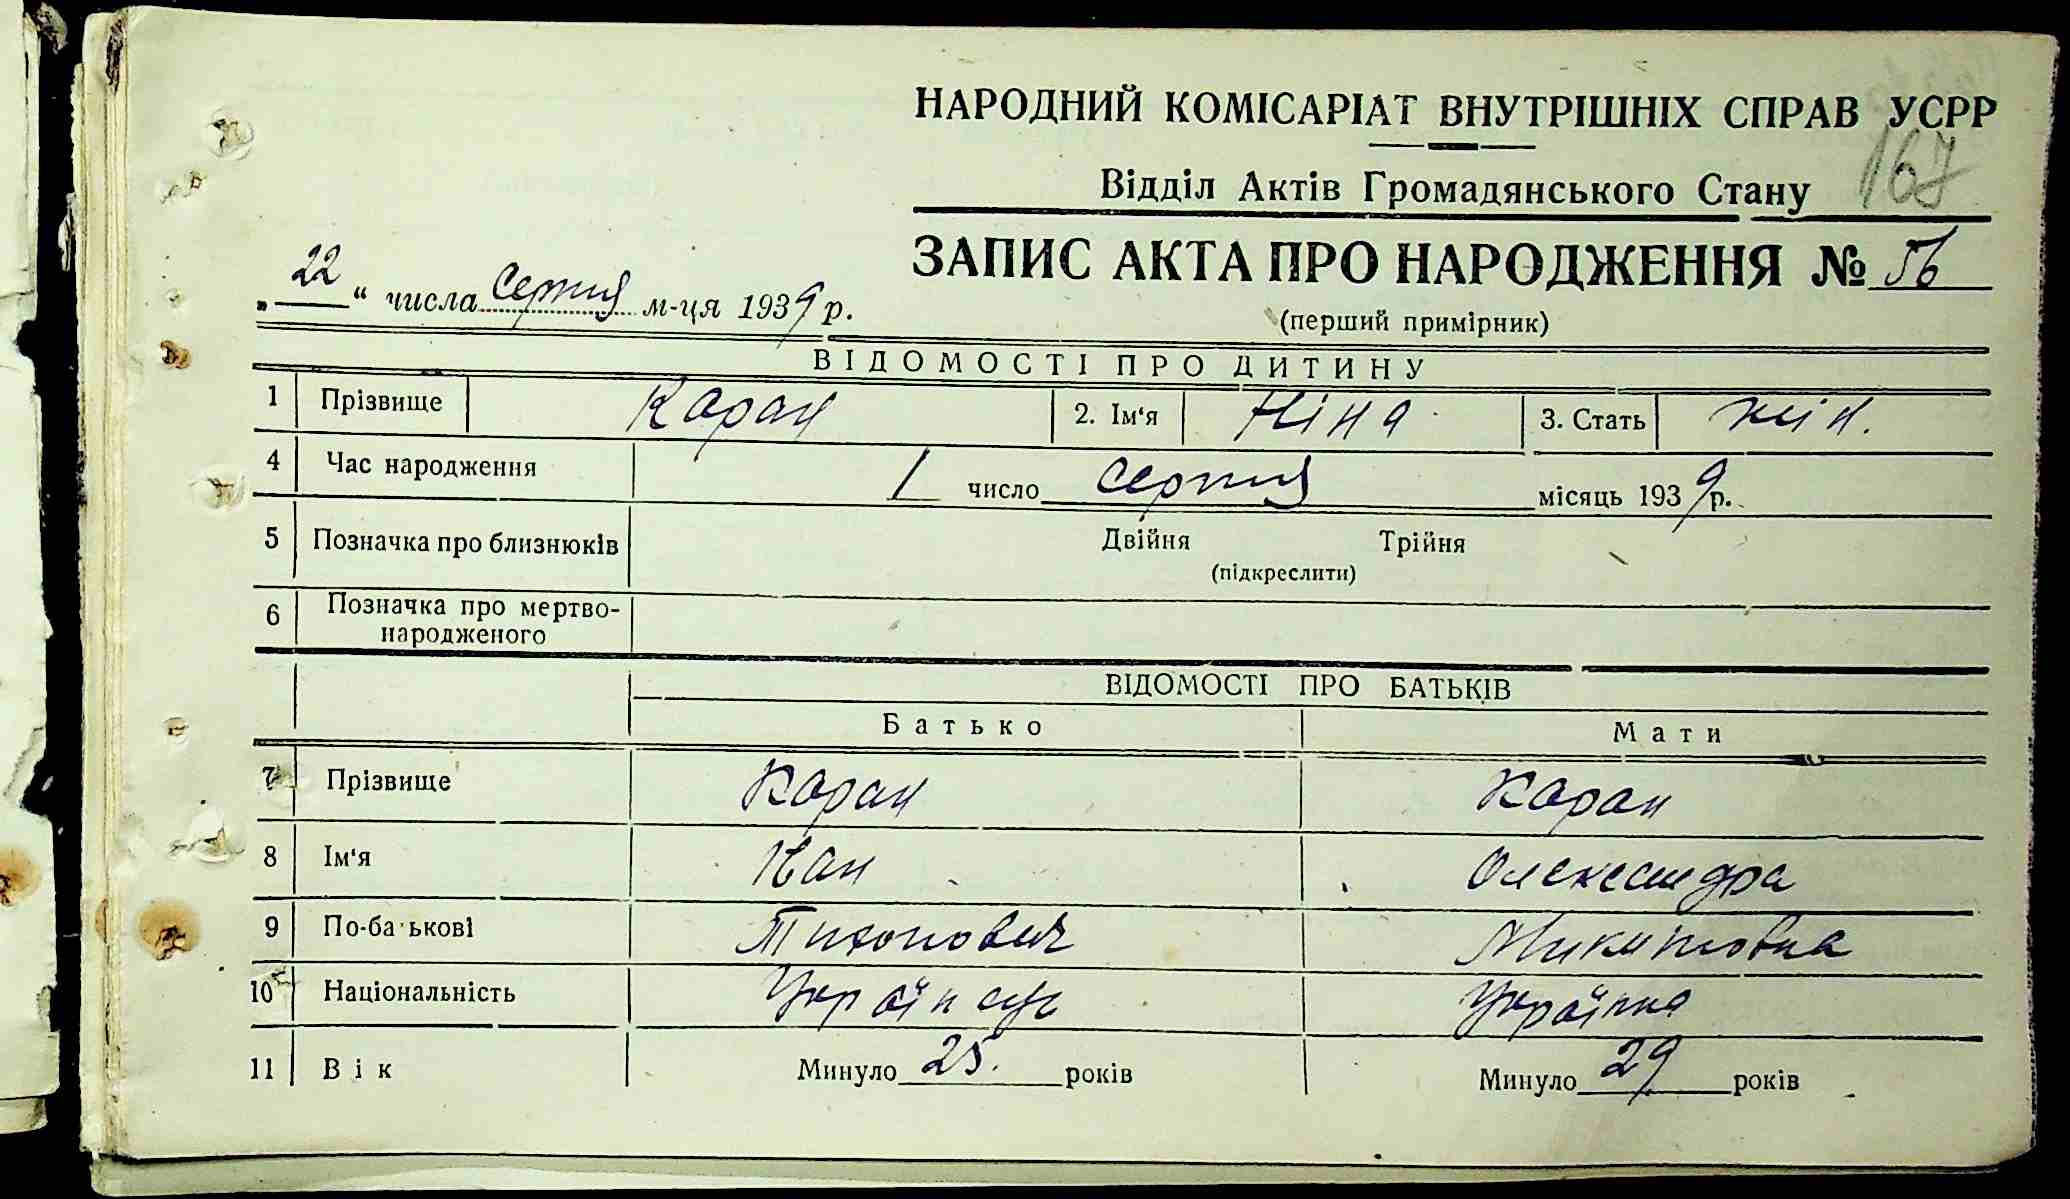 НАРОДНИЙ КОМІСАРІАТ ВНУТРІШНІХ СПРАВ УСРР
167
Відділ Актів Громадянського Стану
ЗАПИС АКТА ПРО НАРОДЖЕННЯ № 56
„22“ числа серпня м-ця 1939 р.
(перший примірник)
ВІДОМОСТІ ПРО ДИТИНУ
1 Прізвище Каран 2. Ім‘я Ніна 3. Стать жін.
4 Час народження 1 число серпня місяць 1939 р.
5 Позначка про близнюків Двійня Трійня
(підкреслити)
6 Позначка про мертво-
народженого
ВІДОМОСТІ ПРО БАТЬКІВ
Батько Мати
7 Прізвище Каран Каран
8 Ім‘я Іван Олександра
9 По-батькові Тихонович Микитовна
10 Національність Українець Українка
11 Вік Минуло 25. років Минуло 29 років